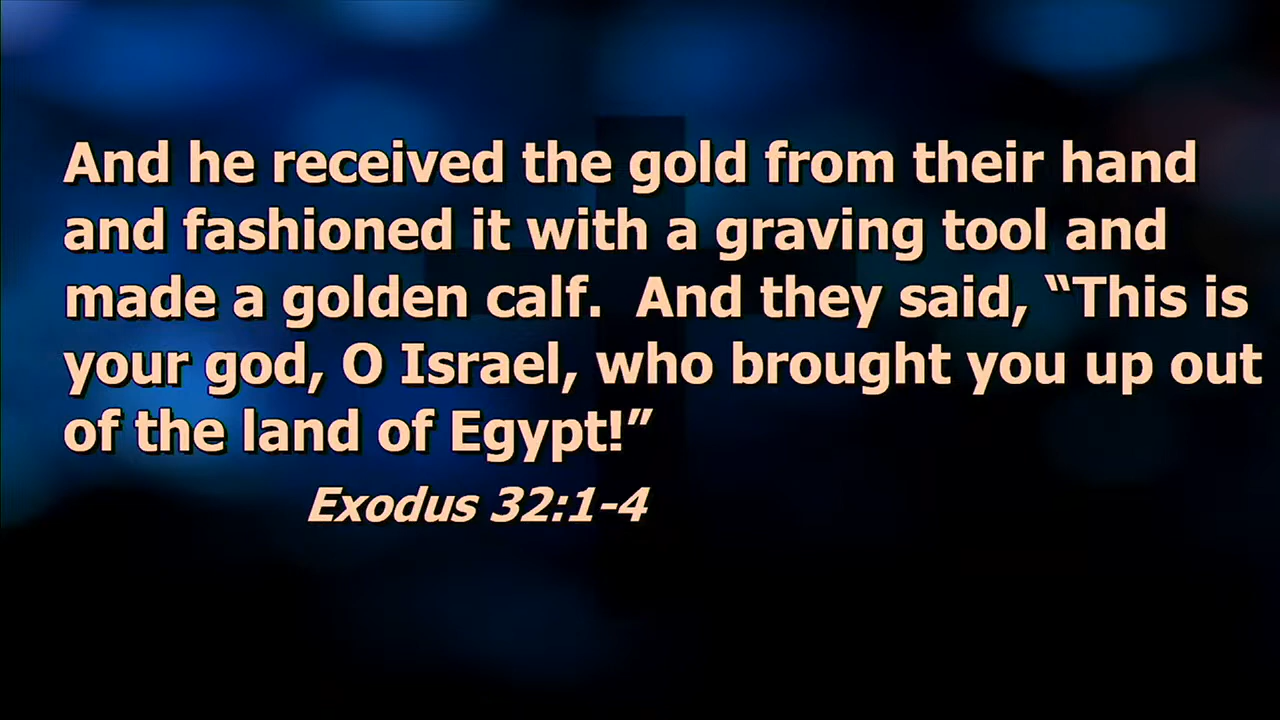 And he received the gold from their hand
and fashioned it with a graving tool and
made a golden calf.  And they said, “This is
your god, O Israel, who brought you up out
of the land of Egypt!”
Exodus 32:1-4